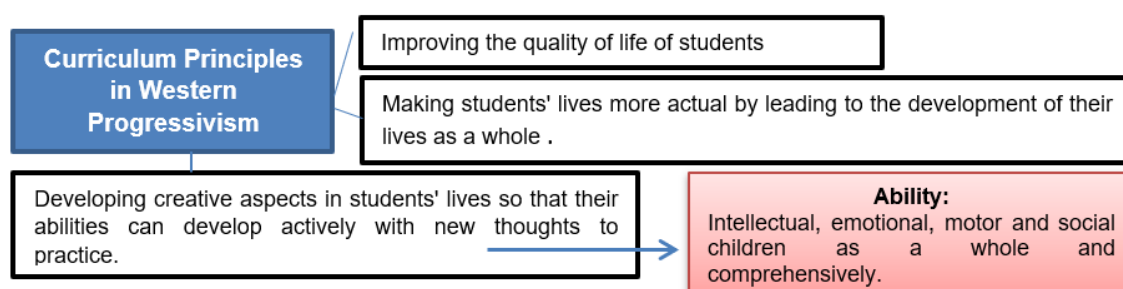 Curriculum Principles
in Western
Progressivism
Improving the quality of life of students
Making students' lives more actual by leading to the development of their
lives as a whole .
Developing creative aspects in students' lives so that their
abilities can develop actively with new thoughts to
practice.
Ability:
Intellectual, emotional, motor and social
children as a whole and
comprehensively.